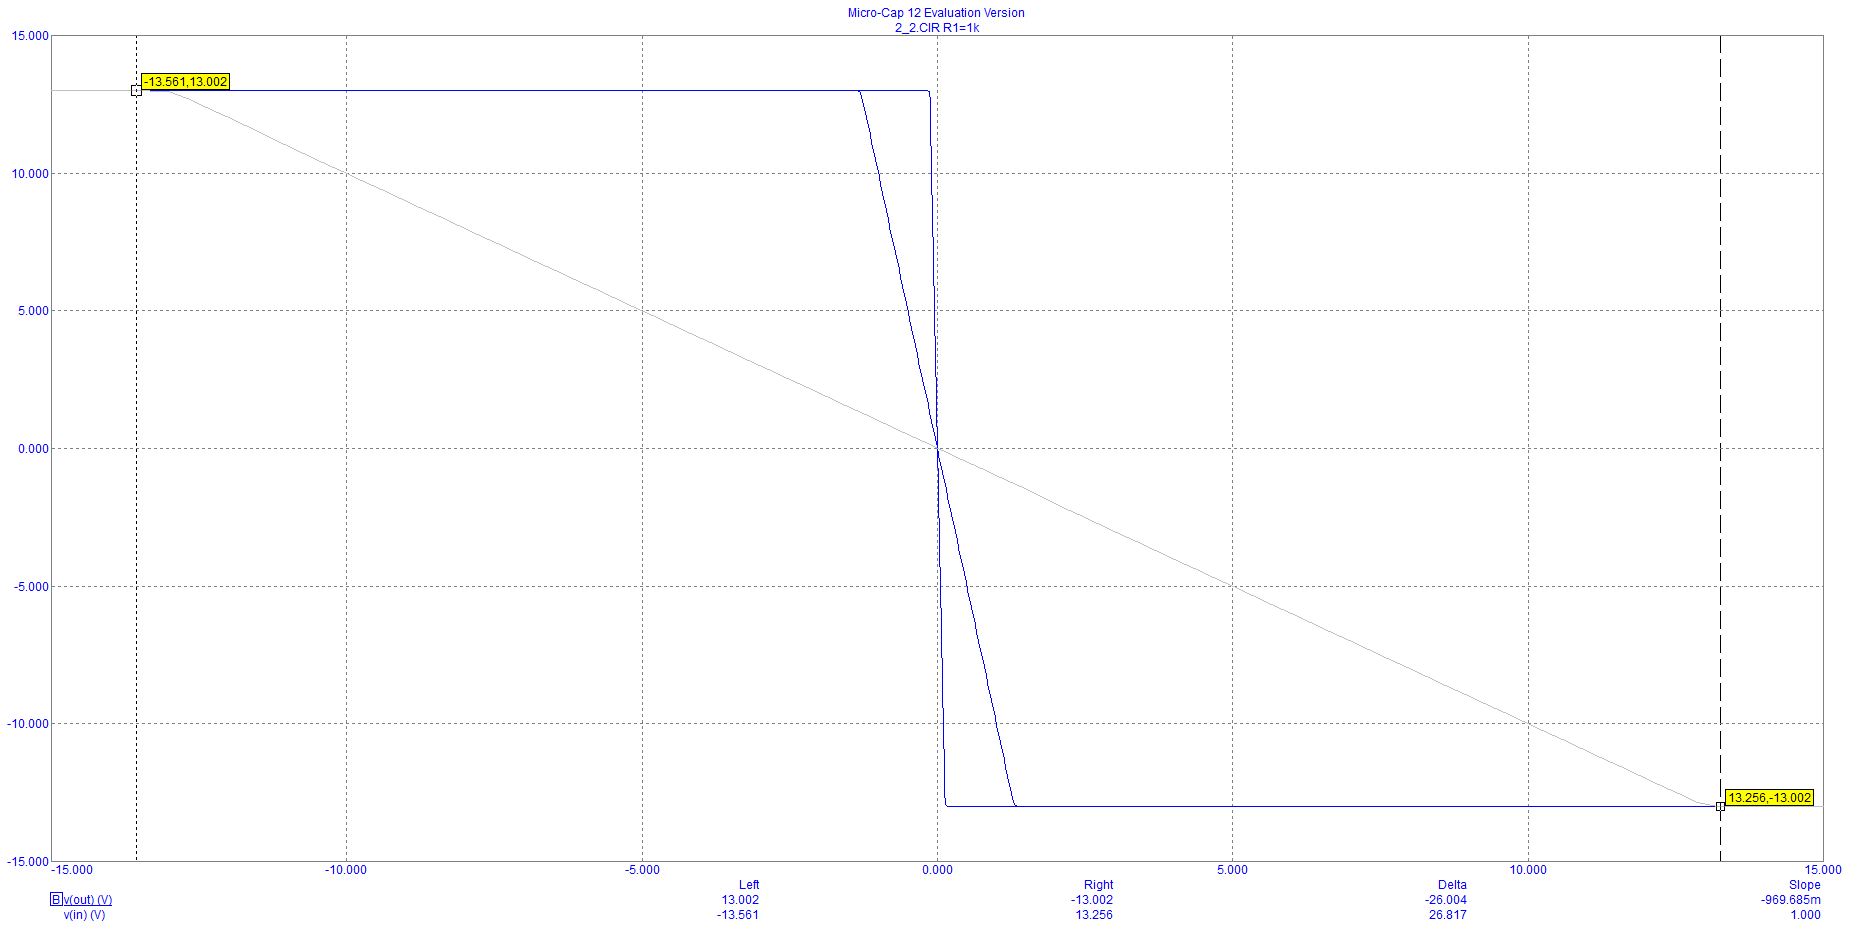 Micro-Cap 12 Evaluation Version
2_2.CIR R1=1k
15.000
-13.561,13.002
10.000
5.000
0.000
-5.000
-10.000
13.256,-13.002
-15.000
-15.000 -10.000 -5.000 0.000 5.000 10.000 15.000
Left Right Delta Slope
B v(out) (V) 13.002 -13.002 -26.004 -969.685m
v(in) (V) -13.561 13.256 26.817 1.000